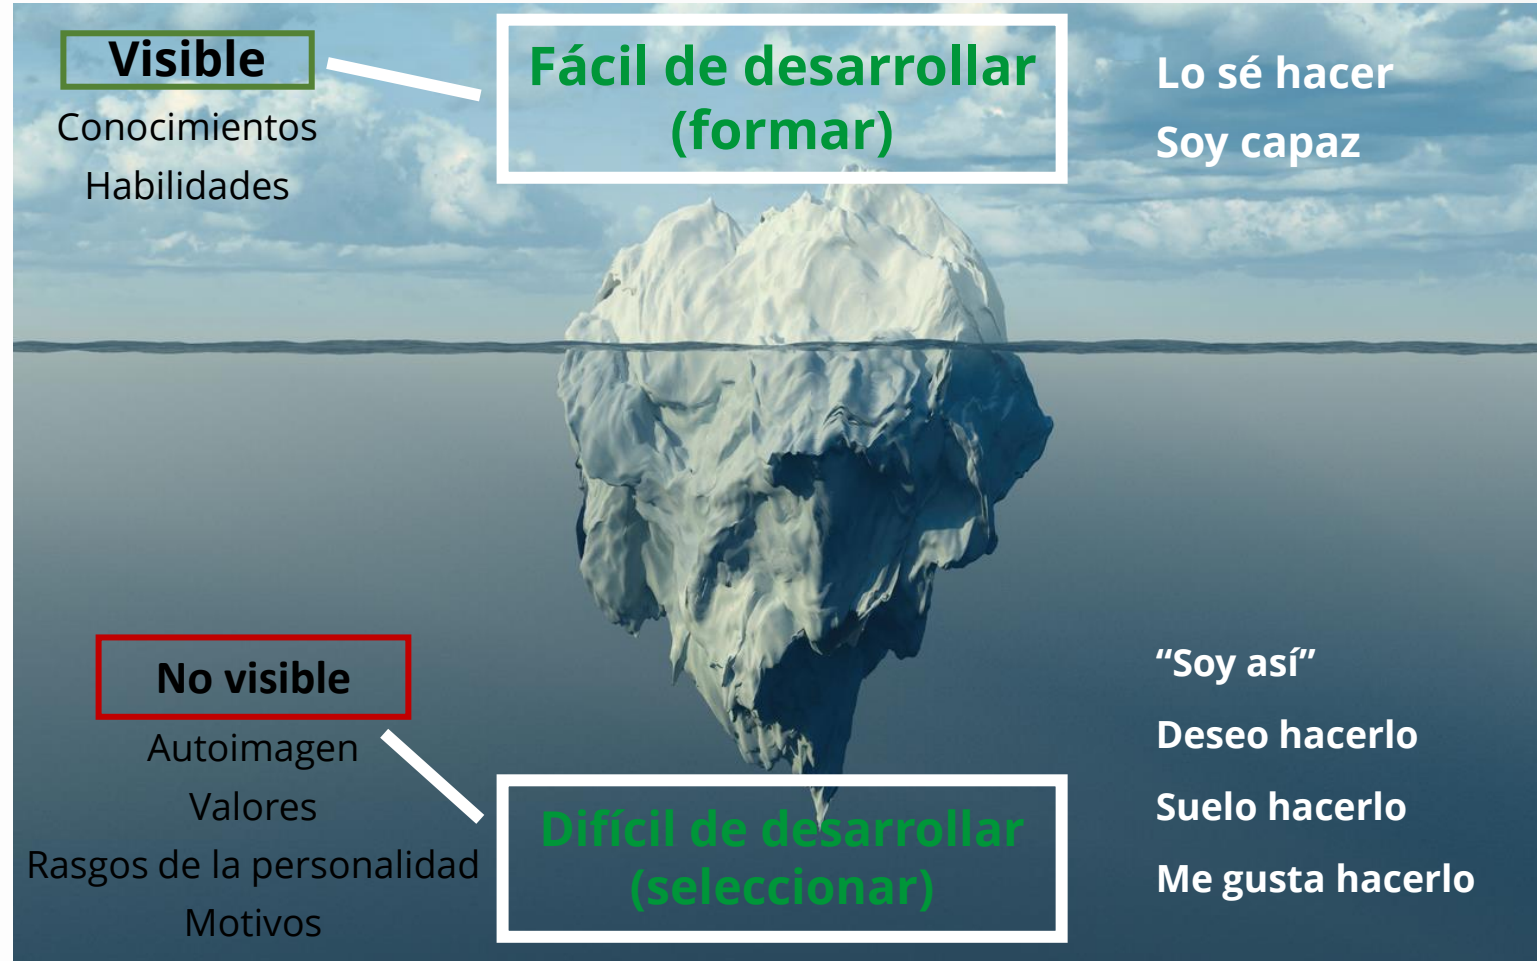 Visible
Conocimientos
Habilidades
Fácil de desarrollar
(formar)
Lo sé hacer
Soy capaz
No visible
Autoimagen
Valores
Rasgos de la personalidad
Motivos
Difícil de desarrollar
(seleccionar)
“Soy así”
Deseo hacerlo
Suelo hacerlo
Me gusta hacerlo